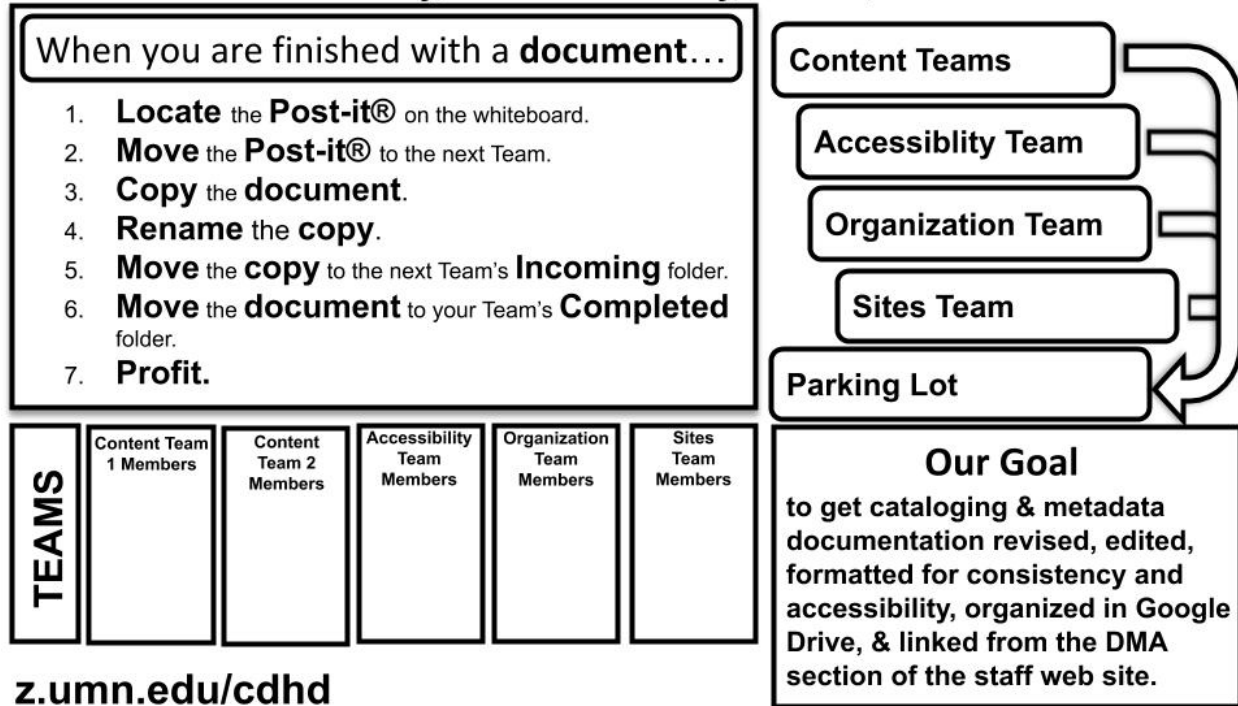 When you are finished with a document…
1. Locate the Post-it® on the whiteboard.
2. Move the Post-it® to the next Team.
3. Copy the document.
4. Rename the copy.
5. Move the copy to the next Team's Incoming folder.
6. Move the document to your Team's Completed
folder.
7. Profit.
Content Teams
Accessiblity Team
Organization Team
Sites Team
Parking Lot
TEAMS
Content Team
1 Members
Content
Team 2
Members
Accessibility
Team
Members
Organization
Team
Members
Sites
Team
Members
Our Goal
to get cataloging & metadata
documentation revised, edited,
formatted for consistency and
accessibility, organized in Google
Drive, & linked from the DMA
section of the staff web site.
z.umn.edu/cdhd